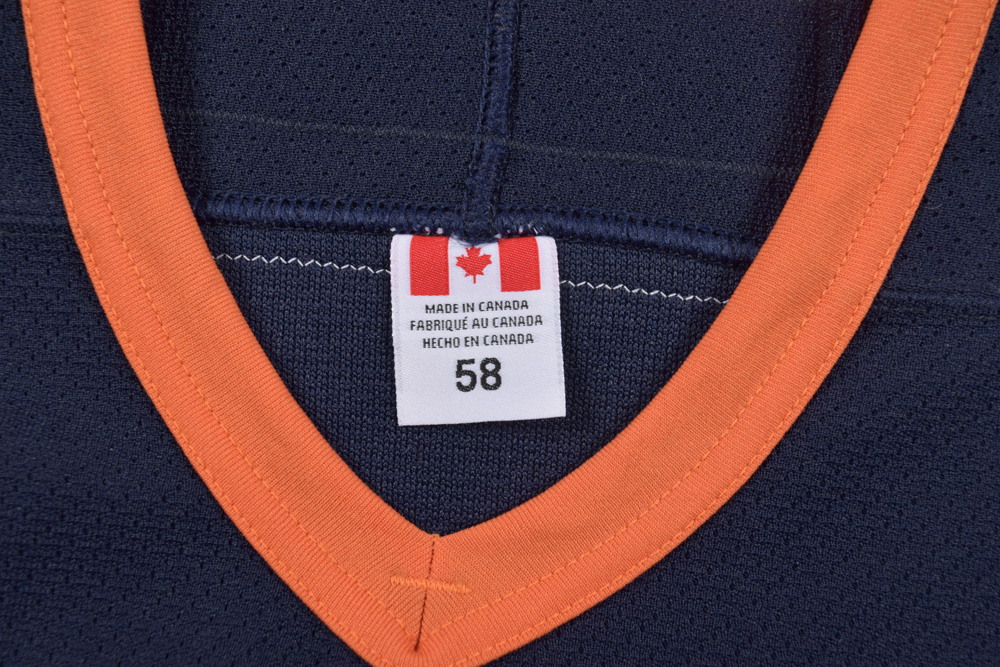 MADE IN CANADA
FABRIQUÉ AU CANADA
HECHO EN CANADA
58